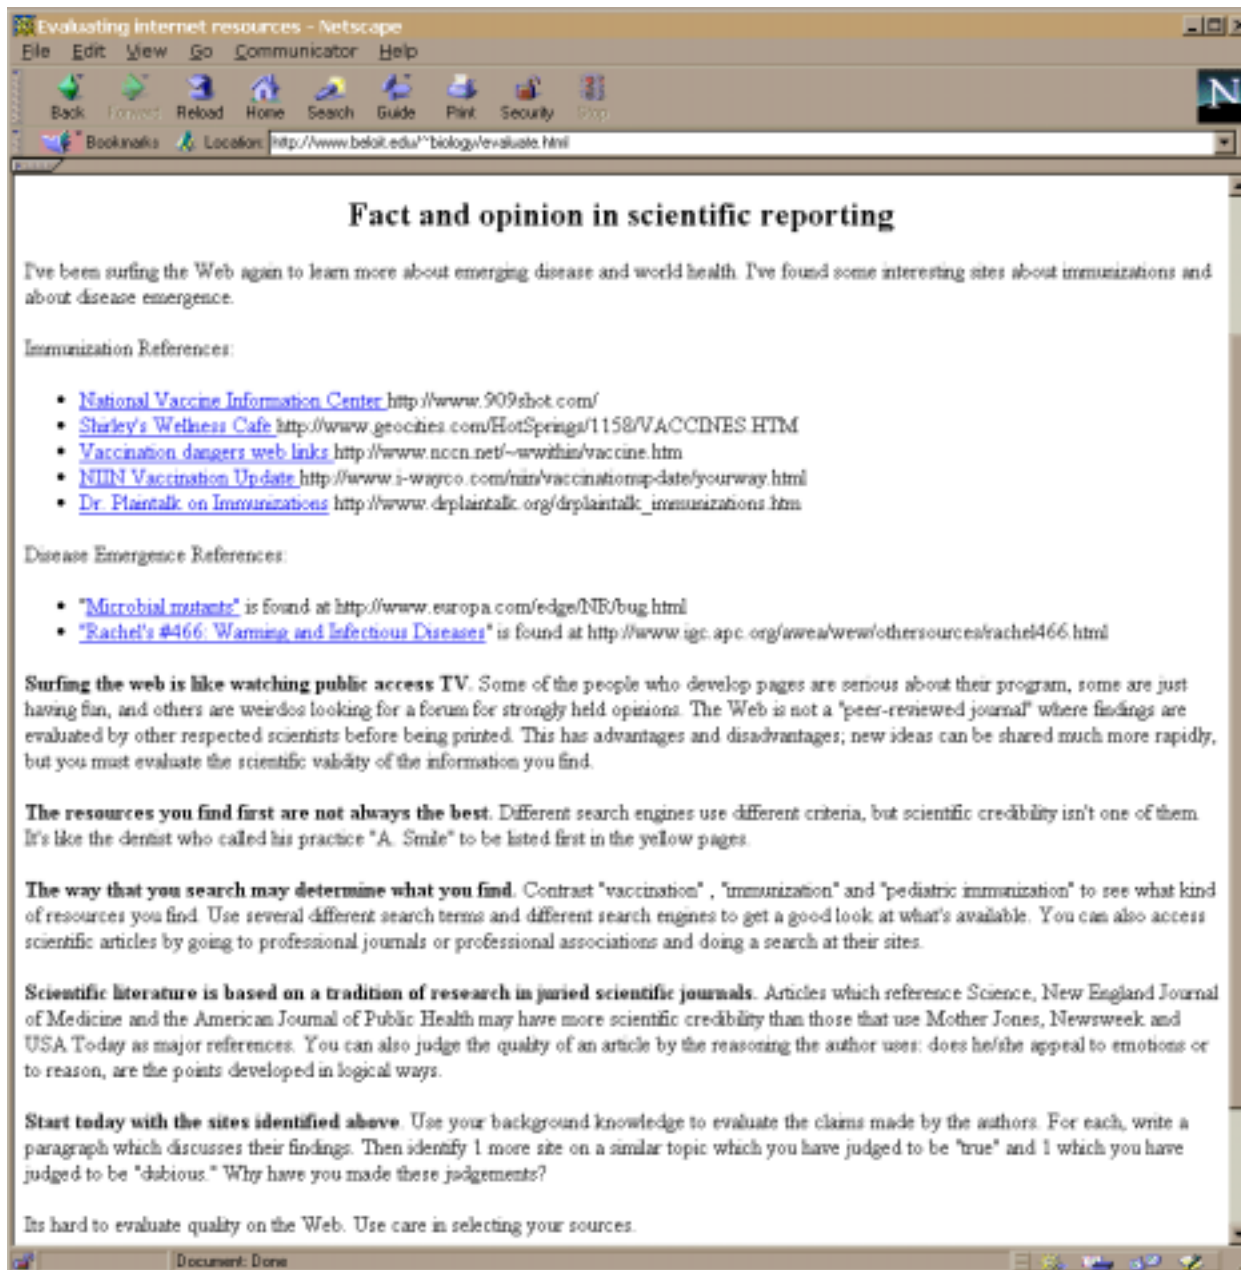 Evaluating internet resources - Netscape
File Edit View Go Communicator Help
Back Forward Reload Home Search Guide Print Security Stop
Bookmarks Location: http://www.beloit.edu/~biology/evaluate.html
N
Fact and opinion in scientific reporting
I've been surfing the Web again to learn more about emerging disease and world health. I've found some interesting sites about immunizations and
about disease emergence.
Immunization References:
• National Vaccine Information Center http://www.909shot.com/
• Shirley's Wellness Cafe http://www.geocities.com/HotSprings/1158/VACCINES.HTM
• Vaccination dangers web links http://www.nccn.net/~wwithin/vaccine.htm
• NIIN Vaccination Update http://www.i-wayco.com/niin/vaccinationupdate/yourway.html
• Dr. Plaintalk on Immunizations http://www.drplaintalk.org/drplaintalk_immunizations.htm
Disease Emergence References:
• "Microbial mutants" is found at http://www.europa.com/edge/NR/bug.html
• "Rachel's #466: Warming and Infectious Diseases" is found at http://www.igc.apc.org/awea/wew/othersources/rachel466.html
Surfing the web is like watching public access TV. Some of the people who develop pages are serious about their program, some are just
having fun, and others are weirdos looking for a forum for strongly held opinions. The Web is not a "peer-reviewed journal" where findings are
evaluated by other respected scientists before being printed. This has advantages and disadvantages; new ideas can be shared much more rapidly,
but you must evaluate the scientific validity of the information you find.
The resources you find first are not always the best. Different search engines use different criteria, but scientific credibility isn't one of them.
It's like the dentist who called his practice "A. Smile" to be listed first in the yellow pages.
The way that you search may determine what you find. Contrast "vaccination" , "immunization" and "pediatric immunization" to see what kind
of resources you find. Use several different search terms and different search engines to get a good look at what's available. You can also access
scientific articles by going to professional journals or professional associations and doing a search at their sites.
Scientific literature is based on a tradition of research in juried scientific journals. Articles which reference Science, New England Journal
of Medicine and the American Journal of Public Health may have more scientific credibility than those that use Mother Jones, Newsweek and
USA Today as major references. You can also judge the quality of an article by the reasoning the author uses: does he/she appeal to emotions or
to reason, are the points developed in logical ways.
Start today with the sites identified above. Use your background knowledge to evaluate the claims made by the authors. For each, write a
paragraph which discusses their findings. Then identify 1 more site on a similar topic which you have judged to be "true" and 1 which you have
judged to be "dubious." Why have you made these judgements?
Its hard to evaluate quality on the Web. Use care in selecting your sources.
Document: Done